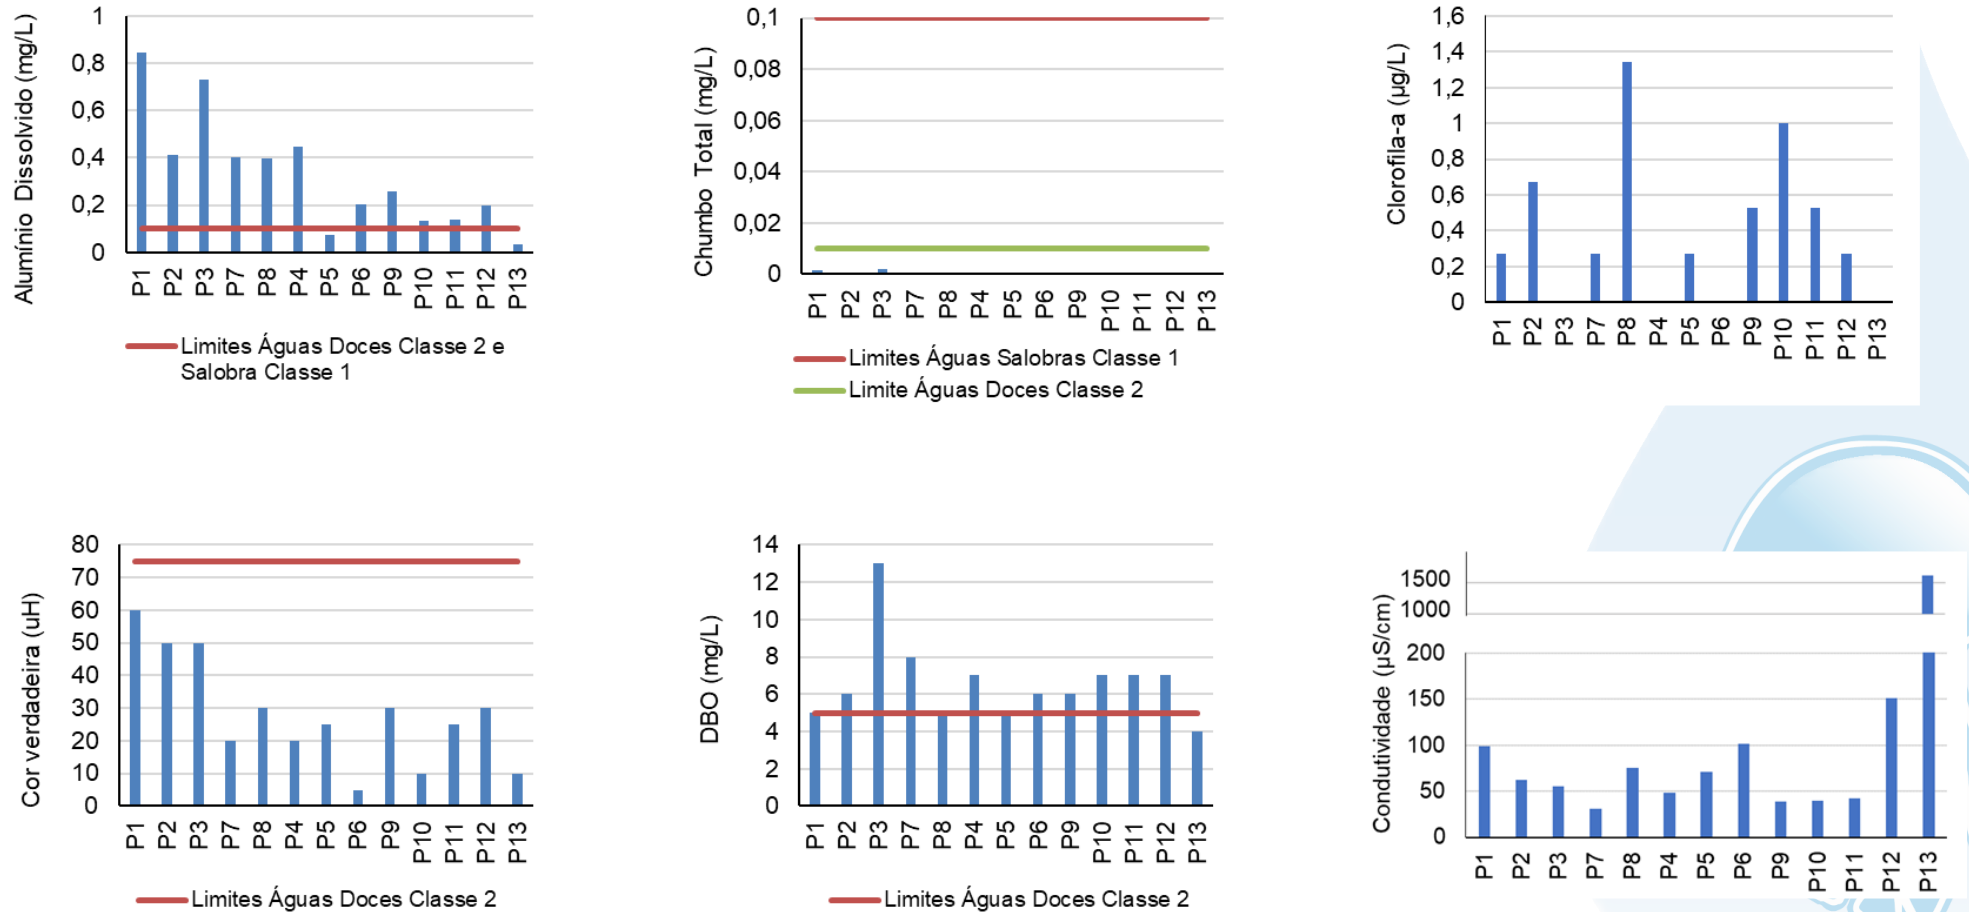 Alumínio Dissolvido (mg/L)
1
0,8
0,6
0,4
0,2
0
P1
P2
P3
P7
P8
P4
P5
P6
P9
P10
P11
P12
P13
Limites Águas Doces Classe 2 e
Salobra Classe 1
Chumbo Total (mg/L)
0,1
0,08
0,06
0,04
0,02
0
P1
P2
P3
P7
P8
P4
P5
P6
P9
P10
P11
P12
P13
Limites Águas Salobras Classe 1
Limite Águas Doces Classe 2
Clorofila-a (µg/L)
1,6
1,4
1,2
1
0,8
0,6
0,4
0,2
0
P1
P2
P3
P7
P8
P4
P5
P6
P9
P10
P11
P12
P13
Cor verdadeira (uH)
80
70
60
50
40
30
20
10
0
P1
P2
P3
P7
P8
P4
P5
P6
P9
P10
P11
P12
P13
Limites Águas Doces Classe 2
DBO (mg/L)
14
12
10
8
6
4
2
0
P1
P2
P3
P7
P8
P4
P5
P6
P9
P10
P11
P12
P13
Limites Águas Doces Classe 2
Condutividade (µS/cm)
1500
1000
200
150
100
50
0
P1
P2
P3
P7
P8
P4
P5
P6
P9
P10
P11
P12
P13